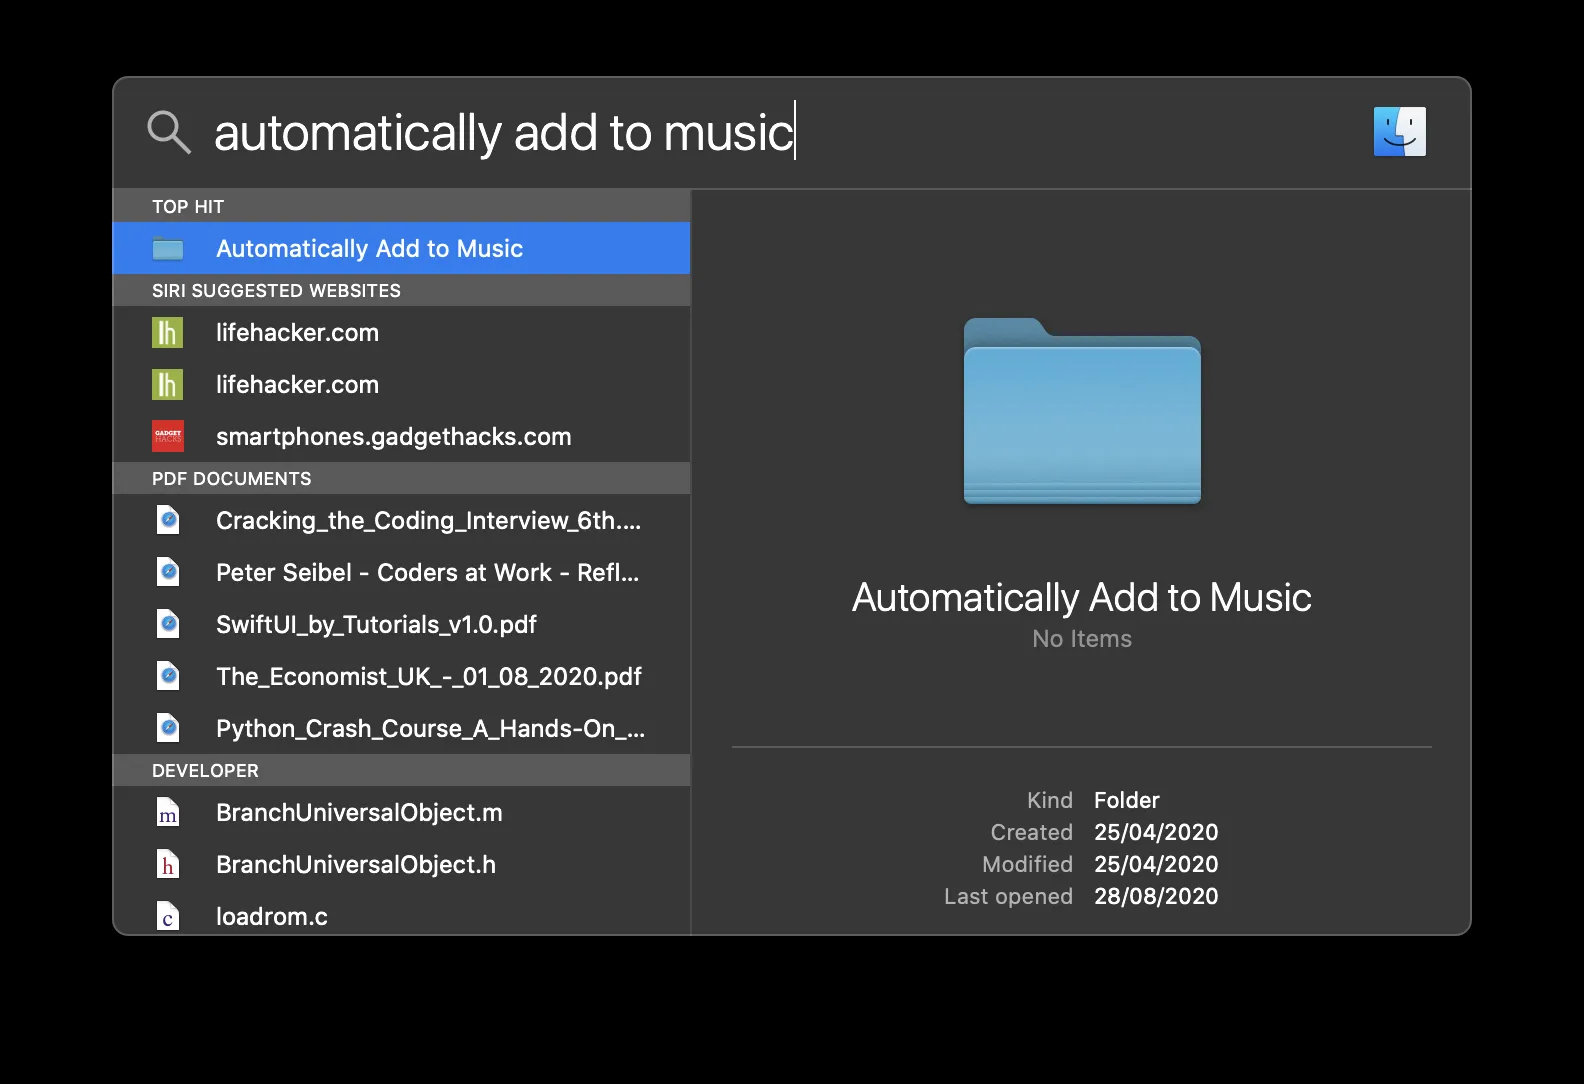 automatically add to music
TOP HIT
Automatically Add to Music
SIRI SUGGESTED WEBSITES
lh lifehacker.com
lh lifehacker.com
GADGET
HACKS
smartphones.gadgethacks.com
PDF DOCUMENTS
Cracking_the_Coding_Interview_6th....
Peter Seibel - Coders at Work - Refl...
SwiftUI_by_Tutorials_v1.0.pdf
The_Economist_UK_-_01_08_2020.pdf
Python_Crash_Course_A_Hands-On_...
DEVELOPER
m BranchUniversalObject.m
h BranchUniversalObject.h
c loadrom.c
Automatically Add to Music
No Items
Kind Folder
Created 25/04/2020
Modified 25/04/2020
Last opened 28/08/2020